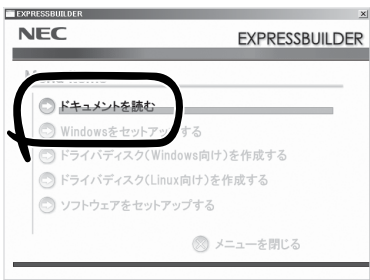 EXPRESSBUILDER
NEC
EXPRESSBUILDER
ドキュメントを読む
Windowsをセットアップする
ドライバディスク(Windows向け)を作成する
ドライバディスク(Linux向け)を作成する
ソフトウェアをセットアップする
メニューを閉じる